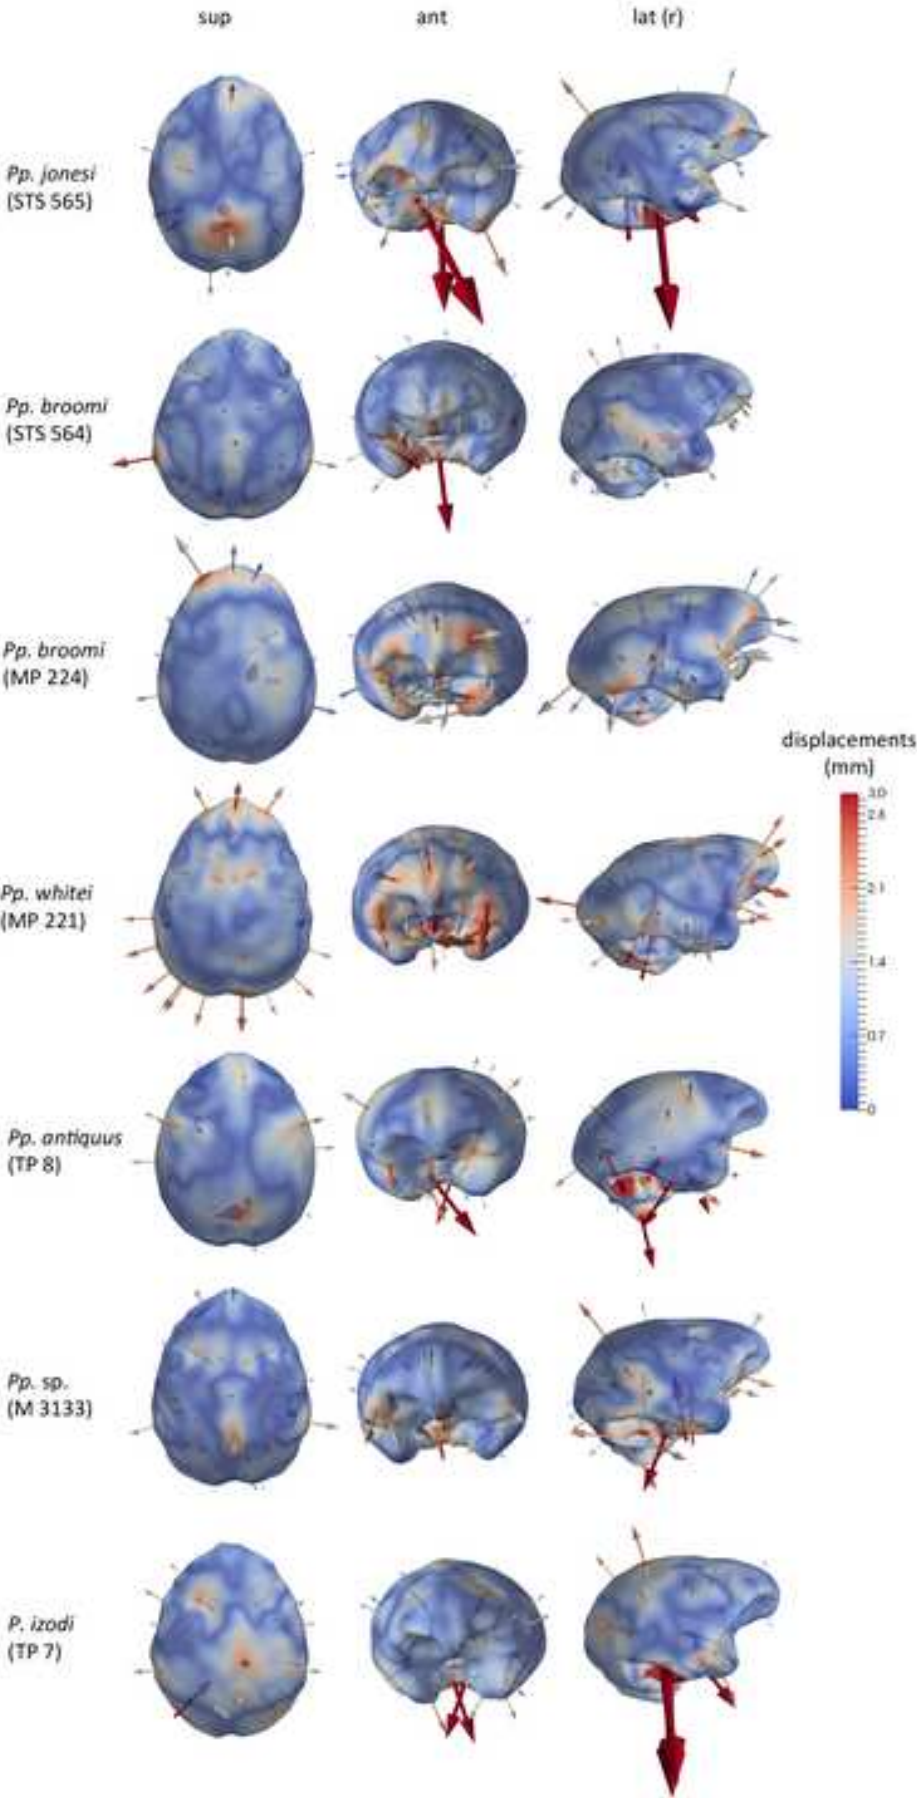 sup ant lat (r)
Pp. jonesi
(STS 565)
Pp. broomi
(STS 564)
Pp. broomi
(MP 224)
displacements
(mm)
3.0
2.8
2.1
1.4
0.7
0
Pp. whitei
(MP 221)
Pp. antiquus
(TP 8)
Pp. sp.
(M 3133)
P. izodi
(TP 7)